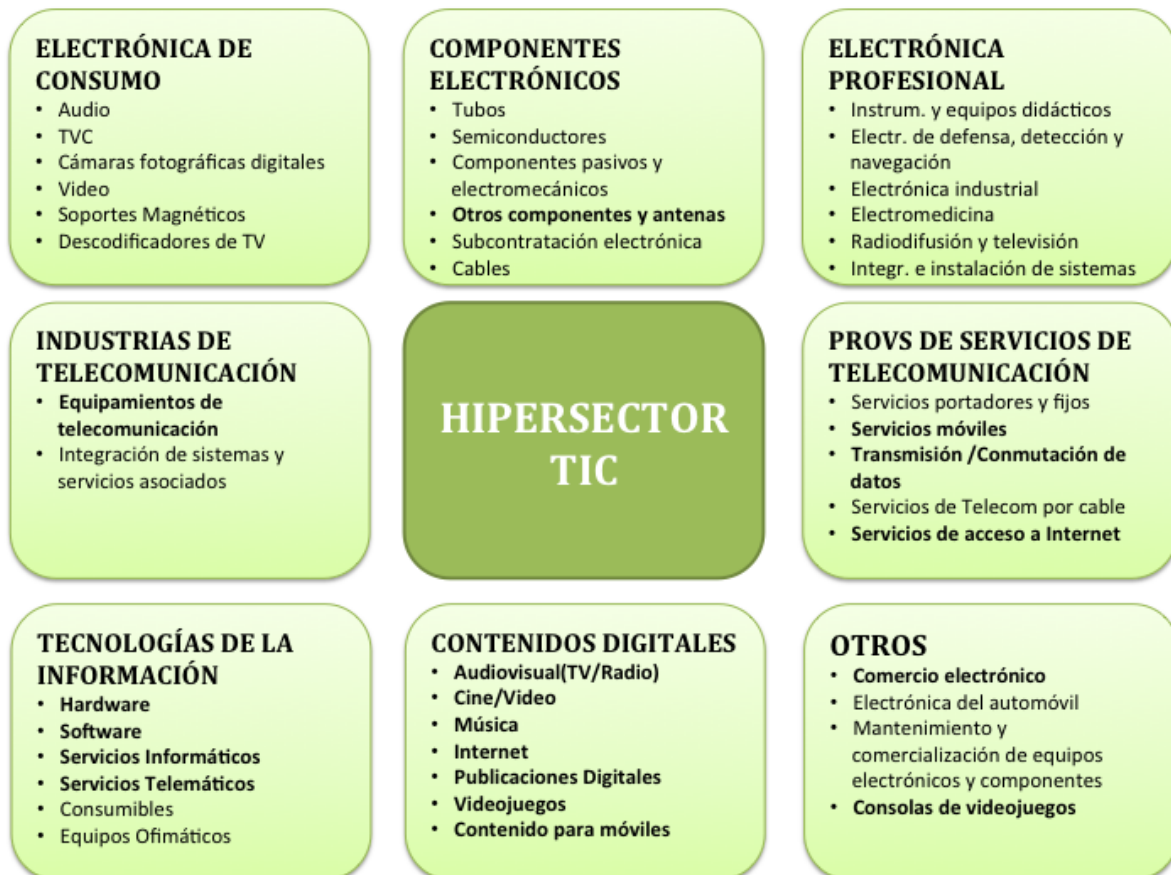 ELECTRÓNICA DE
CONSUMO
• Audio
• TVC
• Cámaras fotográficas digitales
• Video
• Soportes Magnéticos
• Descodificadores de TV
COMPONENTES
ELECTRÓNICOS
• Tubos
• Semiconductores
• Componentes pasivos y
electromecánicos
• Otros componentes y antenas
• Subcontratación electrónica
• Cables
ELECTRÓNICA
PROFESIONAL
• Instrum. y equipos didácticos
• Electr. de defensa, detección y
navegación
• Electrónica industrial
• Electromedicina
• Radiodifusión y televisión
• Integr. e instalación de sistemas
INDUSTRIAS DE
TELECOMUNICACIÓN
• Equipamientos de
telecomunicación
• Integración de sistemas y
servicios asociados
HIPERSECTOR
TIC
PROVS DE SERVICIOS DE
TELECOMUNICACIÓN
• Servicios portadores y fijos
• Servicios móviles
• Transmisión /Conmutación de
datos
• Servicios de Telecom por cable
• Servicios de acceso a Internet
TECNOLOGÍAS DE LA
INFORMACIÓN
• Hardware
• Software
• Servicios Informáticos
• Servicios Telemáticos
• Consumibles
• Equipos Ofimáticos
CONTENIDOS DIGITALES
• Audiovisual(TV/Radio)
• Cine/Video
• Música
• Internet
• Publicaciones Digitales
• Videojuegos
• Contenido para móviles
OTROS
• Comercio electrónico
• Electrónica del automóvil
• Mantenimiento y
comercialización de equipos
electrónicos y componentes
• Consolas de videojuegos